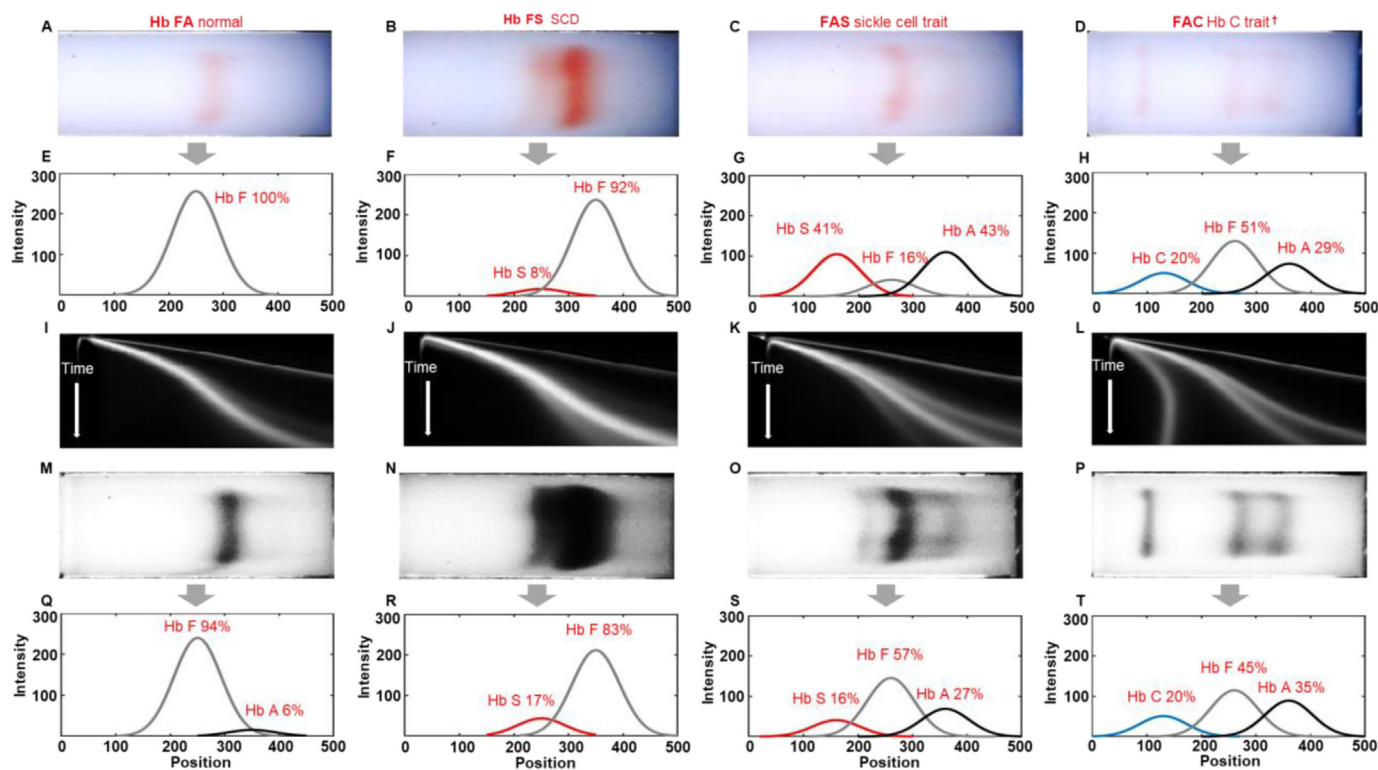 A Hb FA normal B Hb FS SCD C FAS sickle cell trait D FAC Hb C trait†
E F G H
300 300 300 300
200 200 200 200
100 100 100 100
Intensity Intensity Intensity Intensity
Hb F 100%
Hb F 92%
Hb S 8%
Hb S 41% Hb F 16% Hb A 43%
Hb C 20% Hb F 51% Hb A 29%
0 100 200 300 400 500 0 100 200 300 400 500 0 100 200 300 400 500 0 100 200 300 400 500
I J K L
Time Time Time Time
M N O P
Q R S T
300 300 300 300
200 200 200 200
100 100 100 100
Intensity Intensity Intensity Intensity
Hb F 94%
Hb A 6%
Hb F 83%
Hb S 17%
Hb F 57%
Hb S 16% Hb A 27%
Hb F 45%
Hb C 20% Hb A 35%
0 100 200 300 400 500 0 100 200 300 400 500 0 100 200 300 400 500 0 100 200 300 400 500
Position Position Position Position